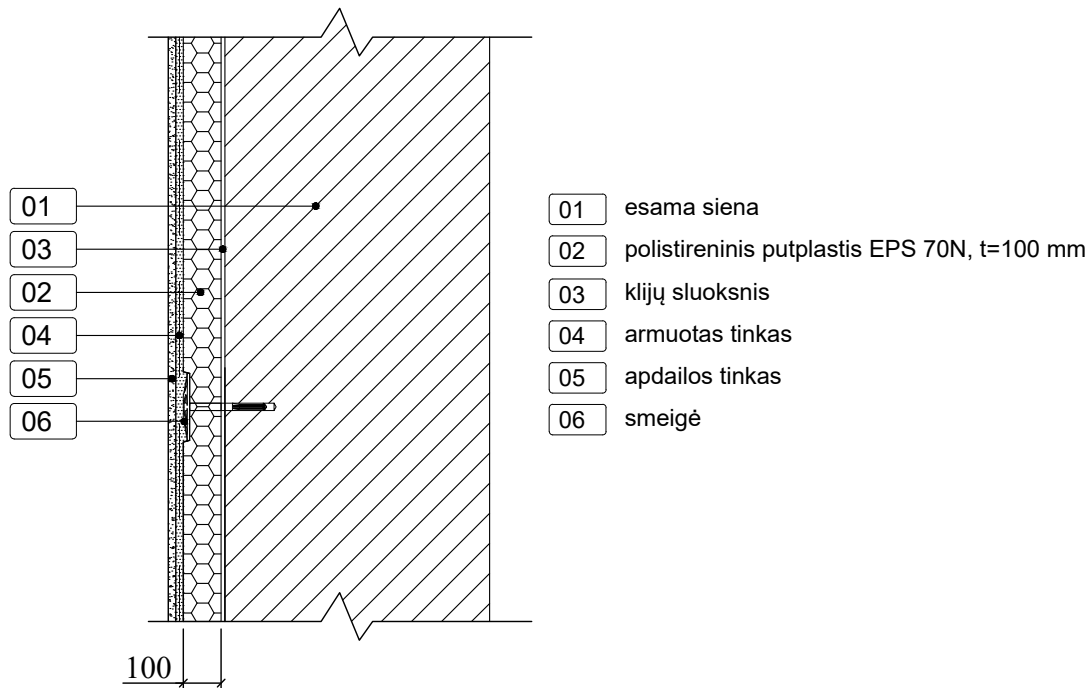 01
03
02
04
05
06
01 esama siena
02 polistireninis putplastis EPS 70N, t=100 mm
03 klijų sluoksnis
04 armuotas tinkas
05 apdailos tinkas
06 smeigė
100